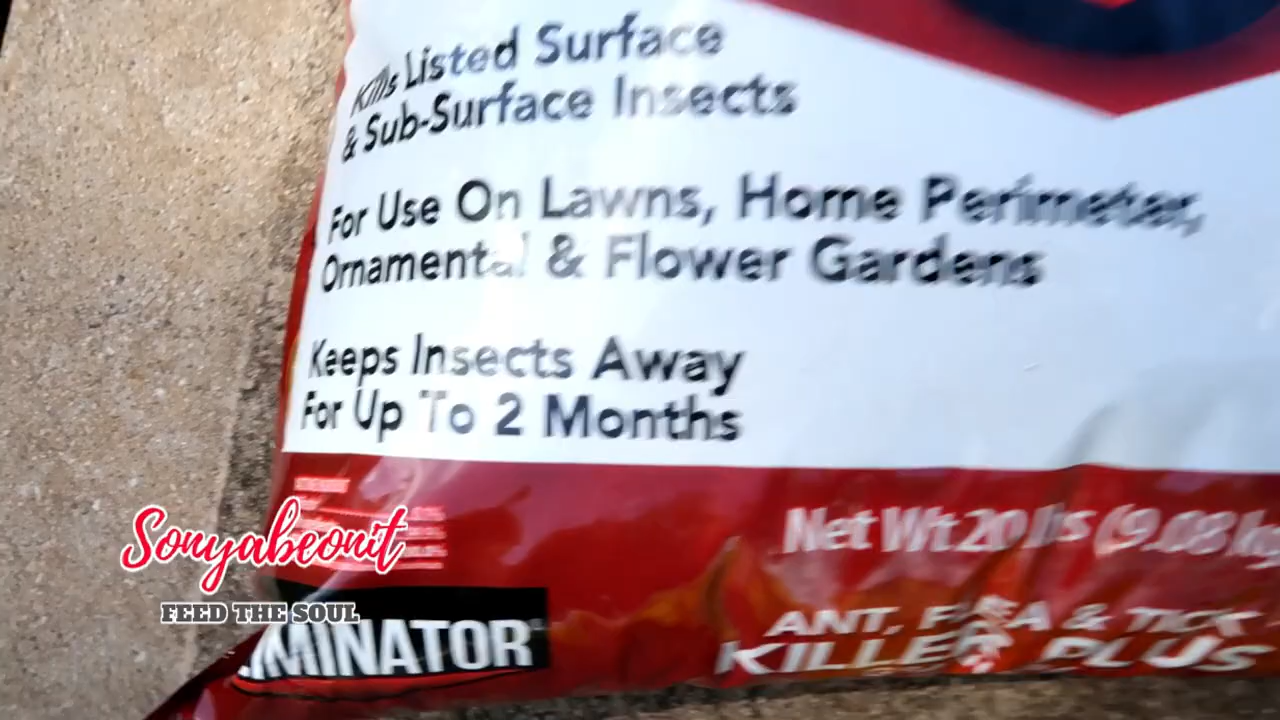 Kills Listed Surface
& Sub-Surface Insects
For Use On Lawns, Home Perimeter,
Ornamental & Flower Gardens
Keeps Insects Away
For Up To 2 Months
Net Wt 20 lbs (9.08 kg
Sonyabeonit
FEED THE SOUL
MINATOR
ANT, FLEA & TICK
KILLER PLUS